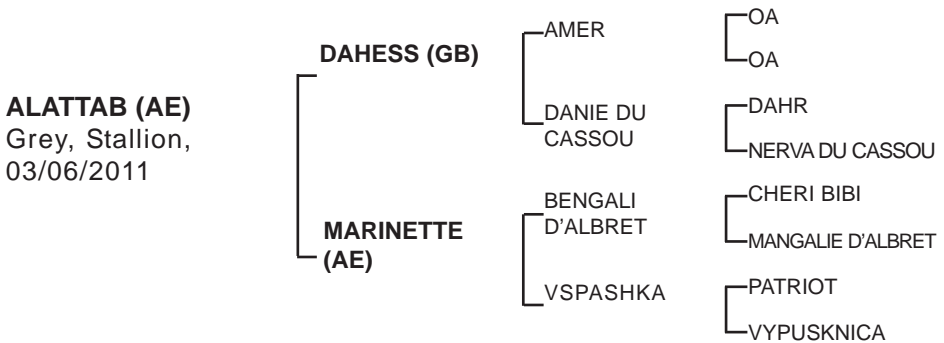 ALATTAB (AE)
Grey, Stallion,
03/06/2011
DAHESS (GB)
MARINETTE
(AE)
AMER
DANIE DU
CASSOU
BENGALI
D'ALBRET
VSPASHKA
OA
OA
DAHR
NERVA DU CASSOU
CHERI BIBI
MANGALIE D'ALBRET
PATRIOT
VYPUSKNICA